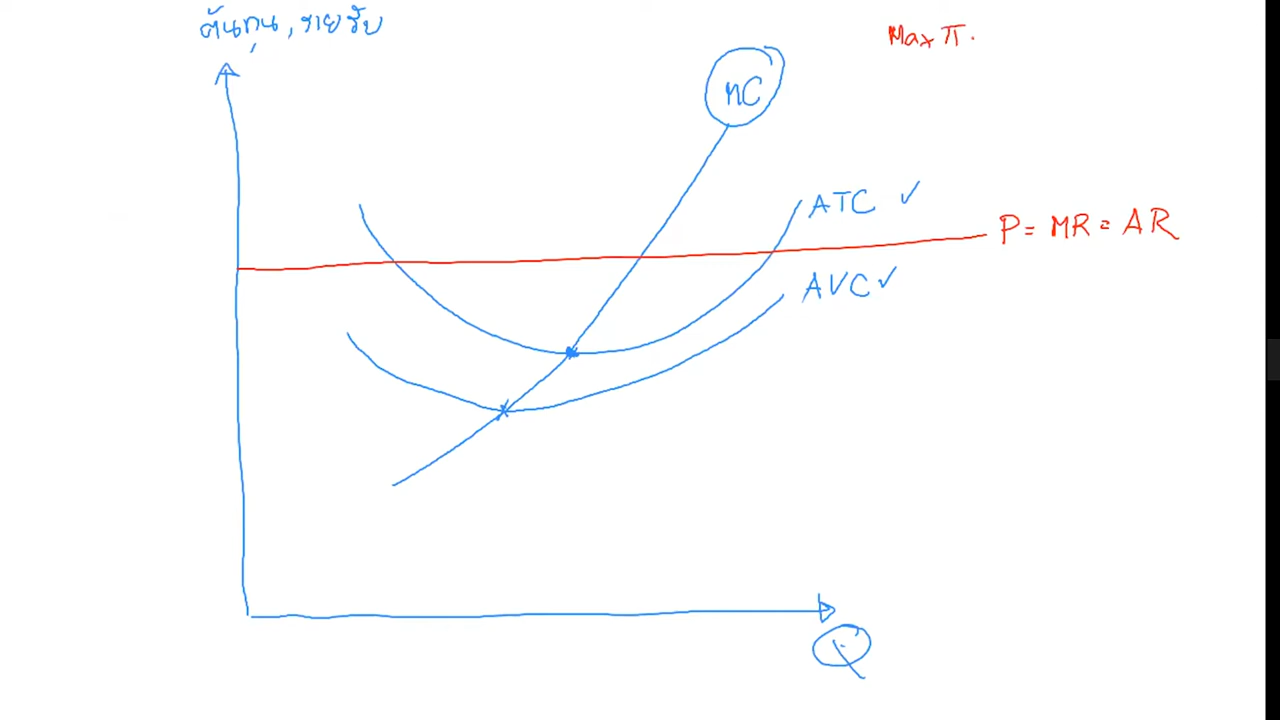 ต้นทุน, รายรับ
Max π.
MC
ATC ✓
P = MR = AR
AVC ✓
Q